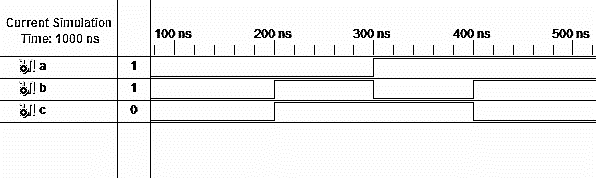 Current Simulation
Time: 1000 ns
100 ns 200 ns 300 ns 400 ns 500 ns
a 1
b 1
c 0